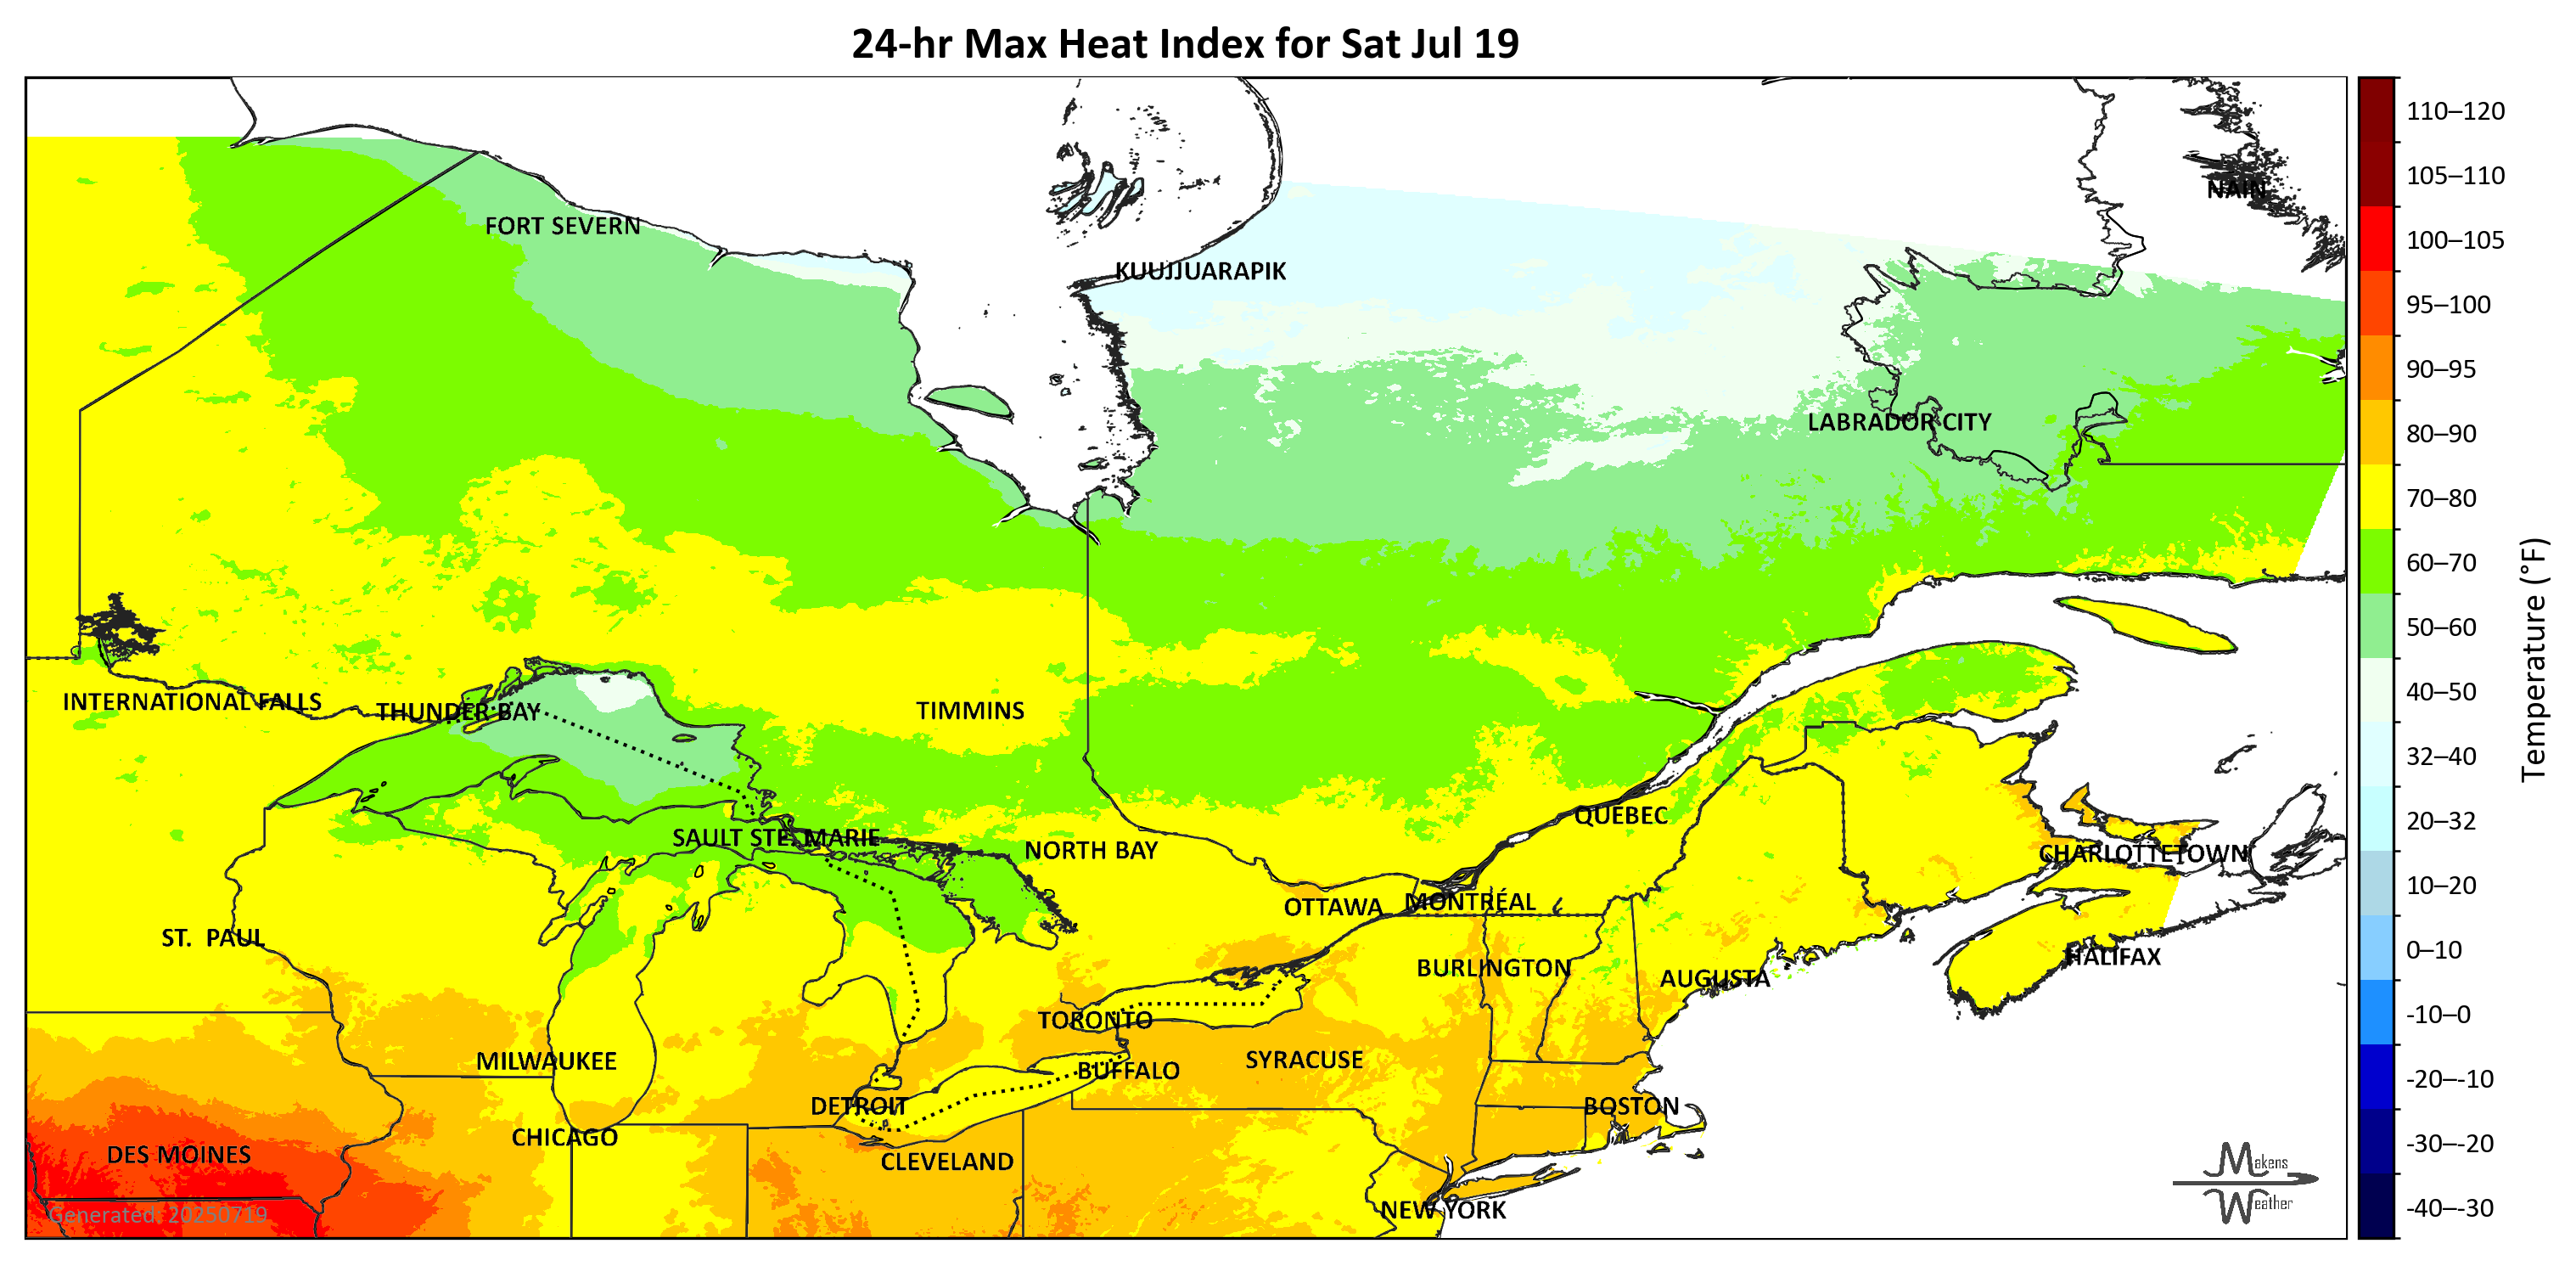 24-hr Max Heat Index for Sat Jul 19
110–120
105–110
NAIN
FORT SEVERN
100–105
KUUJJUARAPIK
95–100
90–95
LABRADOR CITY
80–90
70–80
60–70
50–60
Temperature (°F)
INTERNATIONAL FALLS
THUNDER BAY
TIMMINS
40–50
32–40
QUÉBEC
20–32
SAULT STE. MARIE
NORTH BAY
CHARLOTTETOWN
10–20
OTTAWA
MONTRÉAL
ST. PAUL
BURLINGTON
HALIFAX
0–10
AUGUSTA
TORONTO
-10–0
MILWAUKEE
BUFFALO
SYRACUSE
-20–-10
DETROIT
BOSTON
CHICAGO
-30–-20
DES MOINES
CLEVELAND
Makens
Weather
NEW YORK
-40–-30
Generated: 20250719